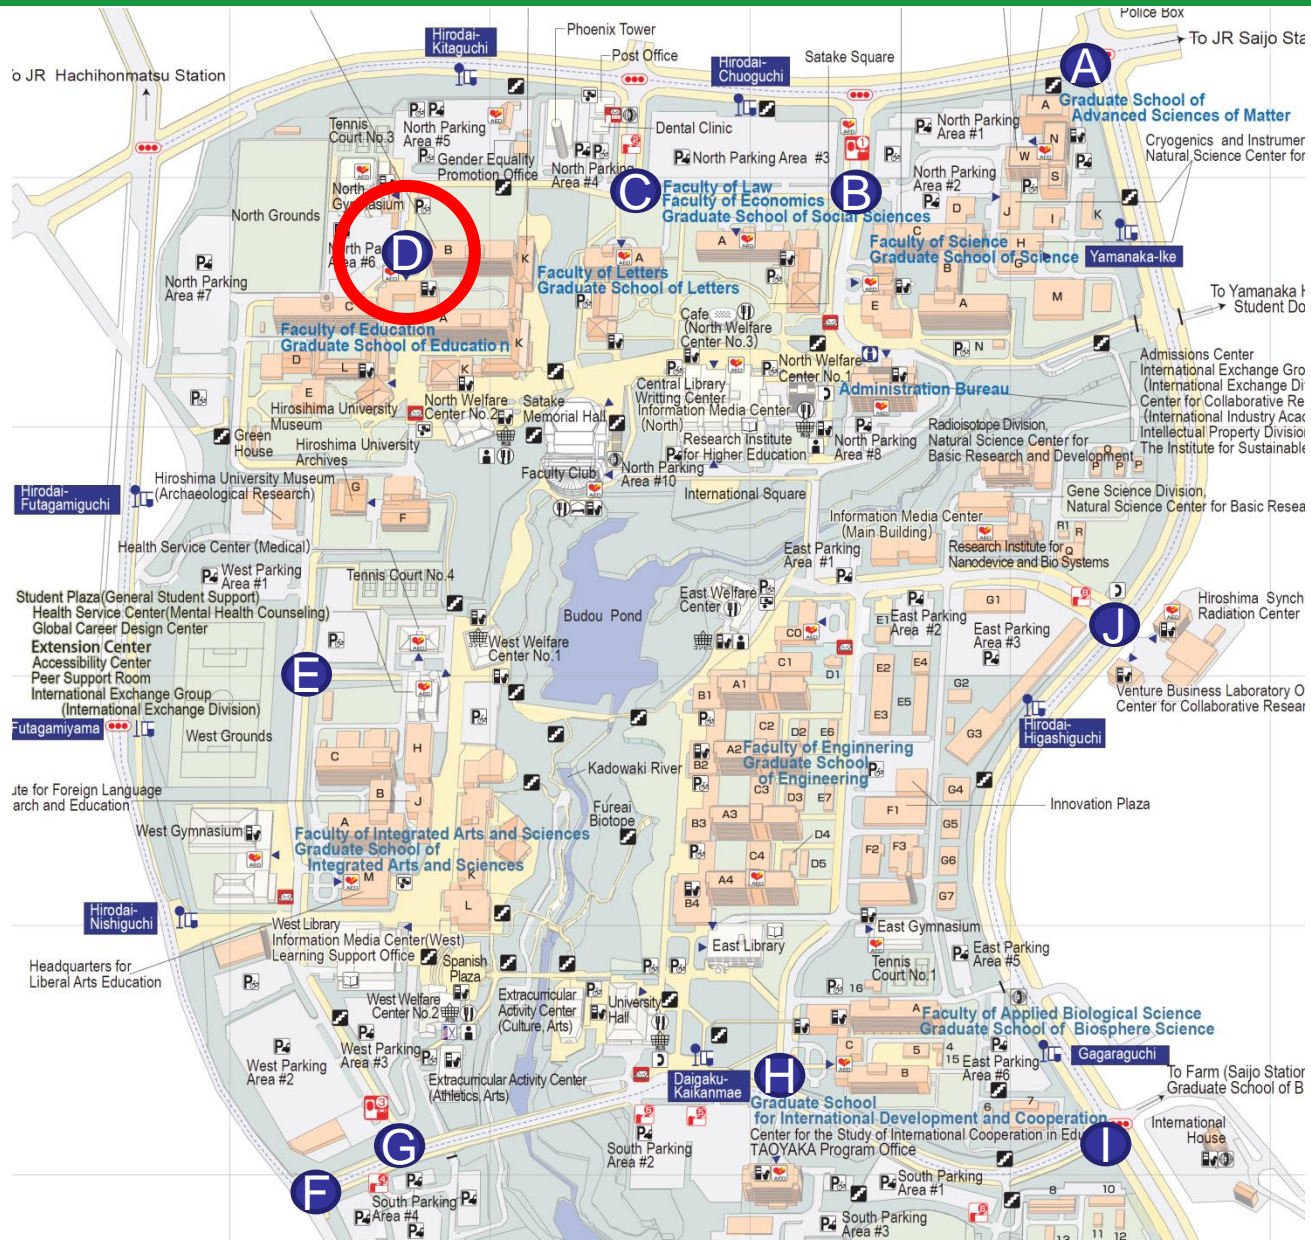 Police Box
To JR Saijo Sta
Phoenix Tower
Post Office
Hirodai-
Kitaguchi
Hirodai-
Chuoguchi
Satake Square
To JR Hachihonmatsu Station
A
Graduate School of
Advanced Sciences of Matter
Cryogenics and Instrumen
Natural Science Center for
Tennis
Court No.3
North Parking
Area #5
Gender Equality
Promotion Office
Dental Clinic
North Parking
Area #4
North Parking Area #3
North Parking
Area #1
North Parking
Area #2
C
B
Faculty of Law
Faculty of Economics
Graduate School of Social Sciences
North
Gymnasium
North Grounds
North Pa
Area #6
D
North Parking
Area #7
Faculty of Letters
Graduate School of Letters
Faculty of Science
Graduate School of Science
Yamanaka-Ike
To Yamanaka H
Student Do
Faculty of Education
Graduate School of Education
Cafe
(North Welfare
Center No.3)
North Welfare
Center No.1
Administration Bureau
Admissions Center
International Exchange Gro
(International Exchange Di
Center for Collaborative Re
(International Industry Acad
Intellectual Property Division
The Institute for Sustainable
Hirosihima University
Museum
North Welfare
Center No.2
Satake
Memorial Hall
Central Library
Writting Center
Information Media Center
(North)
Research Institute
for Higher Education
North Parking
Area #8
Radioisotope Division,
Natural Science Center for
Basic Research and Development
Green
House
Hiroshima University
Archives
Hiroshima University Museum
(Archaeological Research)
Faculty Club
North Parking
Area #10
International Square
Hirodai-
Futagamiguchi
Gene Science Division,
Natural Science Center for Basic Resea
Information Media Center
(Main Building)
Research Institute for
Nanodevice and Bio Systems
Health Service Center (Medical)
West Parking
Area #1
Tennis Court No.4
East Parking
Area #1
Student Plaza(General Student Support)
Health Service Center(Mental Health Counseling)
Global Career Design Center
Extension Center
Accessibility Center
Peer Support Room
International Exchange Group
(International Exchange Division)
East Welfare
Center
Budou Pond
East Parking
Area #2
East Parking
Area #3
J
Hiroshima Synch
Radiation Center
West Welfare
Center No.1
E
Venture Business Laboratory O
Center for Collaborative Resear
Futagamiyama
West Grounds
Hirodai-
Higashiguchi
Faculty of Enginnering
Graduate School
of Engineering
Kadowaki River
Fureai
Biotope
ute for Foreign Language
arch and Education
Innovation Plaza
West Gymnasium
Faculty of Integrated Arts and Sciences
Graduate School of
Integrated Arts and Sciences
Hirodai-
Nishiguchi
West Library
Information Media Center(West)
Learning Support Office
Spanish
Plaza
East Library
East Gymnasium
Tennis
Court No.1
East Parking
Area #5
Headquarters for
Liberal Arts Education
West Welfare
Center No.2
Extracurricular
Activity Center
(Culture, Arts)
University
Hall
Faculty of Applied Biological Science
Graduate School of Biosphere Science
West Parking
Area #2
West Parking
Area #3
Extracurricular Activity Center
(Athletics, Arts)
Daigaku-
Kaikanmae
H
East Parking
Area #6
Gagaraguchi
To Farm (Saijo Station
Graduate School of B
Graduate School
for International Development and Cooperation
Center for the Study of International Cooperation in Edu
TAOYAKA Program Office
I
International
House
G
South Parking
Area #2
F
South Parking
Area #4
South Parking
Area #1
South Parking
Area #3